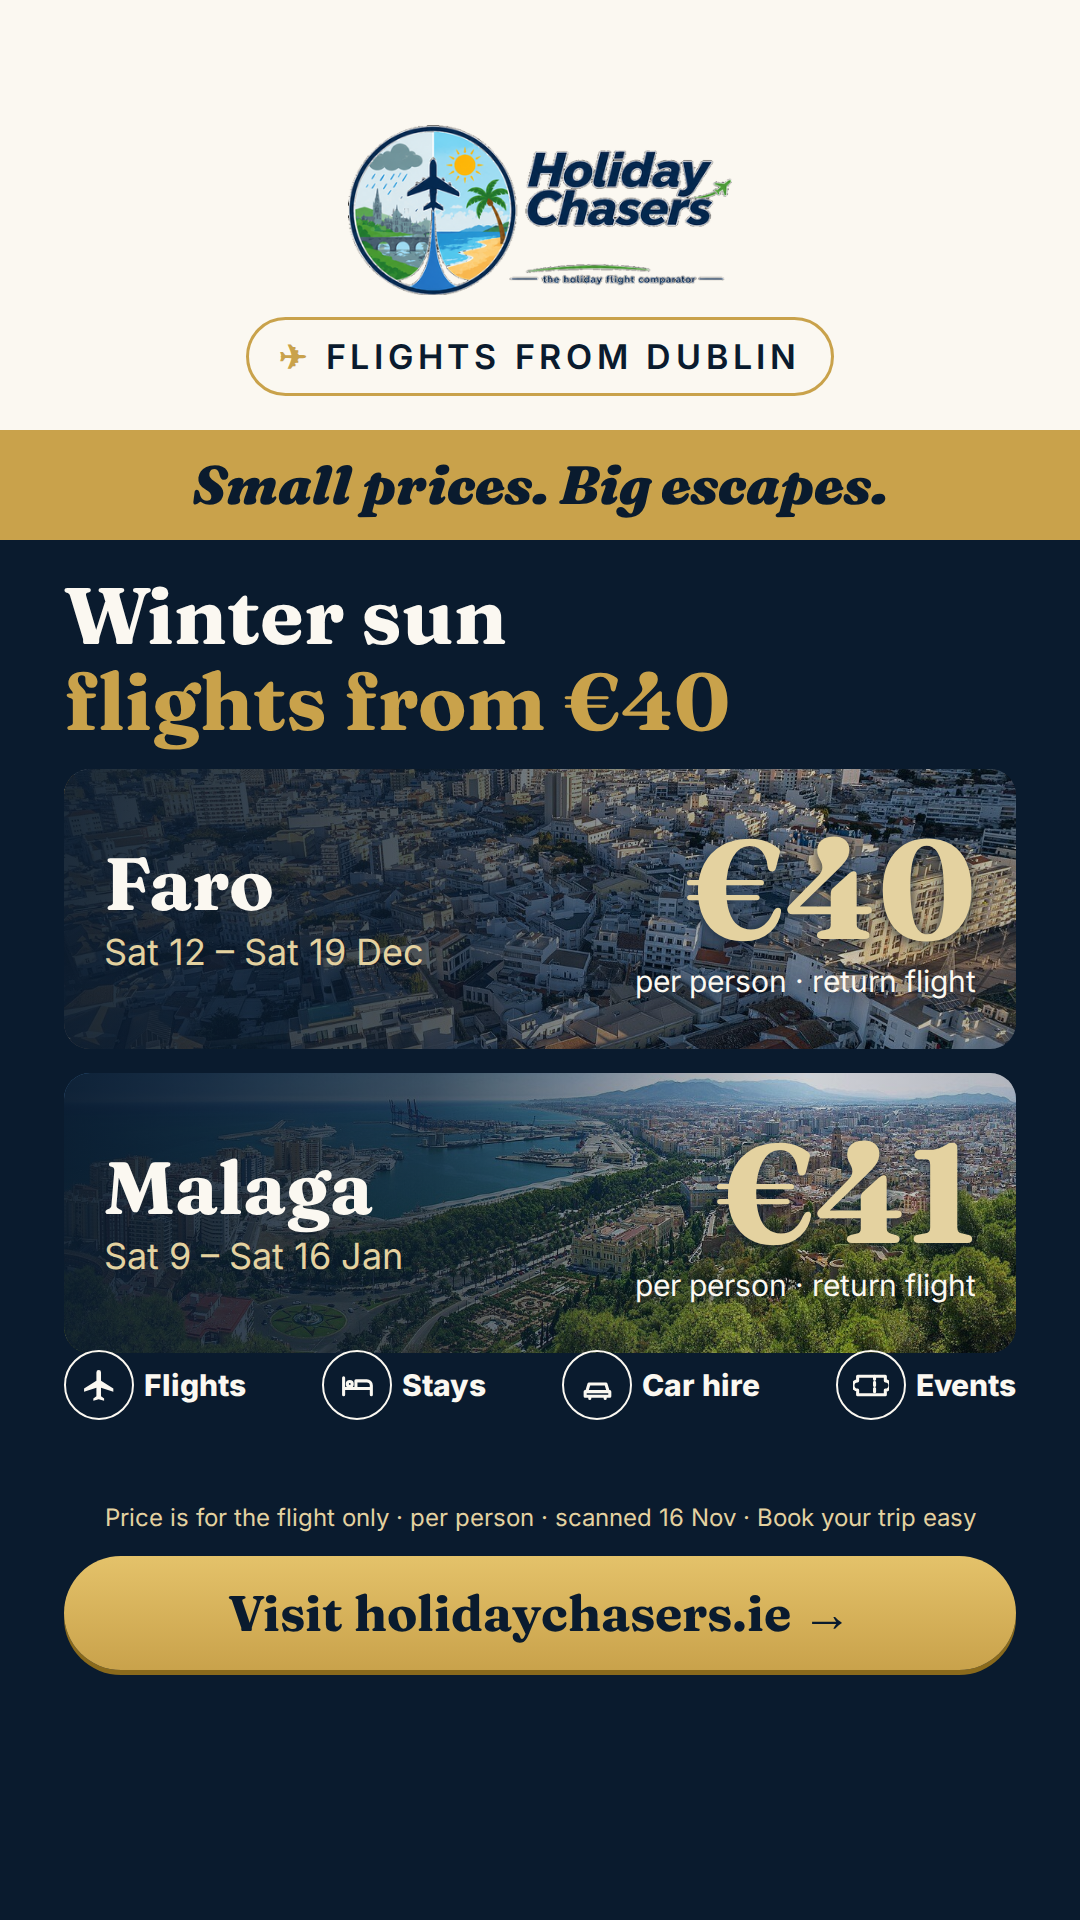 Holiday
Chasers
the holiday flight comparator
✈ FLIGHTS FROM DUBLIN
Small prices. Big escapes.
Winter sun
flights from €40
Faro
Sat 12 – Sat 19 Dec
€40
per person · return flight
Malaga
Sat 9 – Sat 16 Jan
€41
per person · return flight
Flights Stays Car hire Events
Price is for the flight only · per person · scanned 16 Nov · Book your trip easy
Visit holidaychasers.ie →